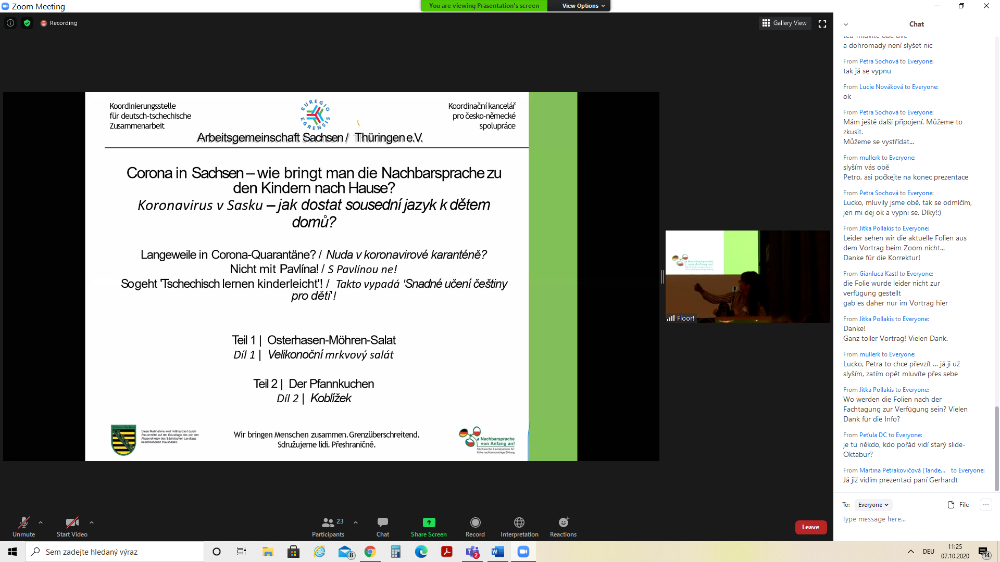 Zoom Meeting
You are viewing Präsentation's screen
View Options
Recording
Gallery View
Koordinierungsstelle
für deutsch-tschechische
Zusammenarbeit
EUREGIO
EGRENSIS
Koordinační kancelář
pro česko-německé
spolupráce
Arbeitsgemeinschaft Sachsen / Thüringen e.V.
Corona in Sachsen – wie bringt man die Nachbarsprache zu
den Kindern nach Hause?
Koronavirus v Sasku – jak dostat sousední jazyk k dětem
domů?
Langeweile in Corona-Quarantäne? / Nuda v koronavirové karanténě?
Nicht mit Pavlína! / S Pavlínou ne!
So geht 'Tschechisch lernen kinderleicht'! / Takto vypadá 'Snadné učení češtiny
pro děti'!
Teil 1 | Osterhasen-Möhren-Salat
Díl 1 | Velikonoční mrkvový salát
Teil 2 | Der Pfannkuchen
Díl 2 | Koblížek
Freistaat Sachsen
Diese Maßnahme wird mitfinanziert durch
Steuermittel auf der Grundlage des von den
Abgeordneten des Sächsischen Landtags
beschlossenen Haushaltes.
Wir bringen Menschen zusammen. Grenzüberschreitend.
Sdružujeme lidi. Přeshraničně.
Nachbarsprache
von Anfang an!
Sächsische Landesstelle für
frühe nachbarsprachige Bildung
Nachbarsprache
von Anfang an!
Floor!
Chat
teď mluvíte obě dvě
a dohromady není slyšet nic
From Petra Sochová to Everyone:
tak já se vypnu
From Lucie Nováková to Everyone:
ok
From Petra Sochová to Everyone:
Mám ještě další připojení. Můžeme to
zkusit.
Můžeme se vystřídat...
From mullerk to Everyone:
slyším vás obě
Petro, asi počkejte na konec prezentace
From Petra Sochová to Everyone:
Lucko, mluvily jsme obě, tak se odmlčím,
jen mi dej ok a vypni se. Díky!:)
From Jitka Pollakis to Everyone:
Leider sehen wir die aktuelle Folien aus
dem Vortrag beim Zoom nicht...
Danke für die Korrektur!
From Gianluca Kastl to Everyone:
die Folie wurde leider nicht zur
verfügung gestellt
gab es daher nur im Vortrag hier
From Jitka Pollakis to Everyone:
Danke!
Ganz toller Vortrag! Vielen Dank.
From mullerk to Everyone:
Lucko, Petra to chce převzít ... já ji už
slyším, zatím opět mluvíte přes sebe
From Jitka Pollakis to Everyone:
Wo werden die Folien nach der
Fachtagung zur Verfügung sein? Vielen
Dank für die Info?
From Peťula DC to Everyone:
je tu někdo, kdo pořád vidí starý slide-
Oktabur?
From Martina Petrakovičová (Tande... to Everyone:
Já již vidím prezentaci paní Gerhardt
To: Everyone
File
Type message here...
Unmute
Start Video
23
Participants
Chat
Share Screen
Record
Interpretation
Reactions
Leave
Sem zadejte hledaný výraz
8
2
DEU
11:25
07.10.2020
14